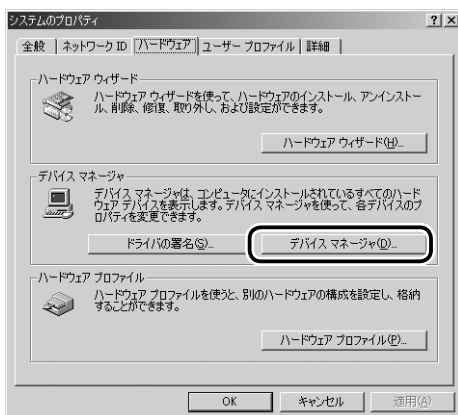 システムのプロパティ
全般 ネットワーク ID ハードウェア ユーザー プロファイル 詳細
ハードウェア ウィザード
ハードウェア ウィザードを使って、ハードウェアのインストール、アンインストー
ル、削除、修復、取り外し、および設定ができます。
ハードウェア ウィザード(H)...
デバイス マネージャ
デバイス マネージャは、コンピュータにインストールされているすべてのハード
ウェア デバイスを表示します。デバイス マネージャを使って、各デバイスのプ
ロパティを変更できます。
ドライバの署名(S)...
デバイス マネージャ(D)...
ハードウェア プロファイル
ハードウェア プロファイルを使うと、別のハードウェアの構成を設定し、格納
することができます。
ハードウェア プロファイル(P)...
OK キャンセル 適用(A)